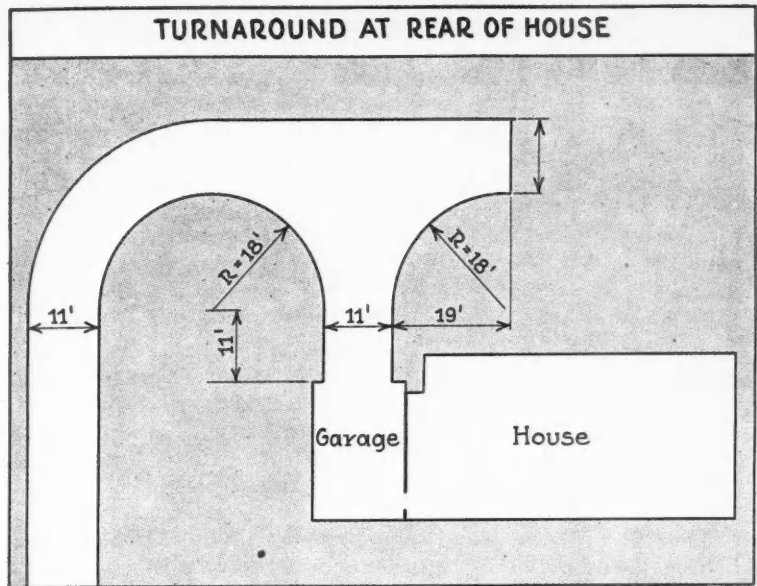 TURNAROUND AT REAR OF HOUSE
R=18'
R=18'
11'
11'
11'
19'
Garage
House